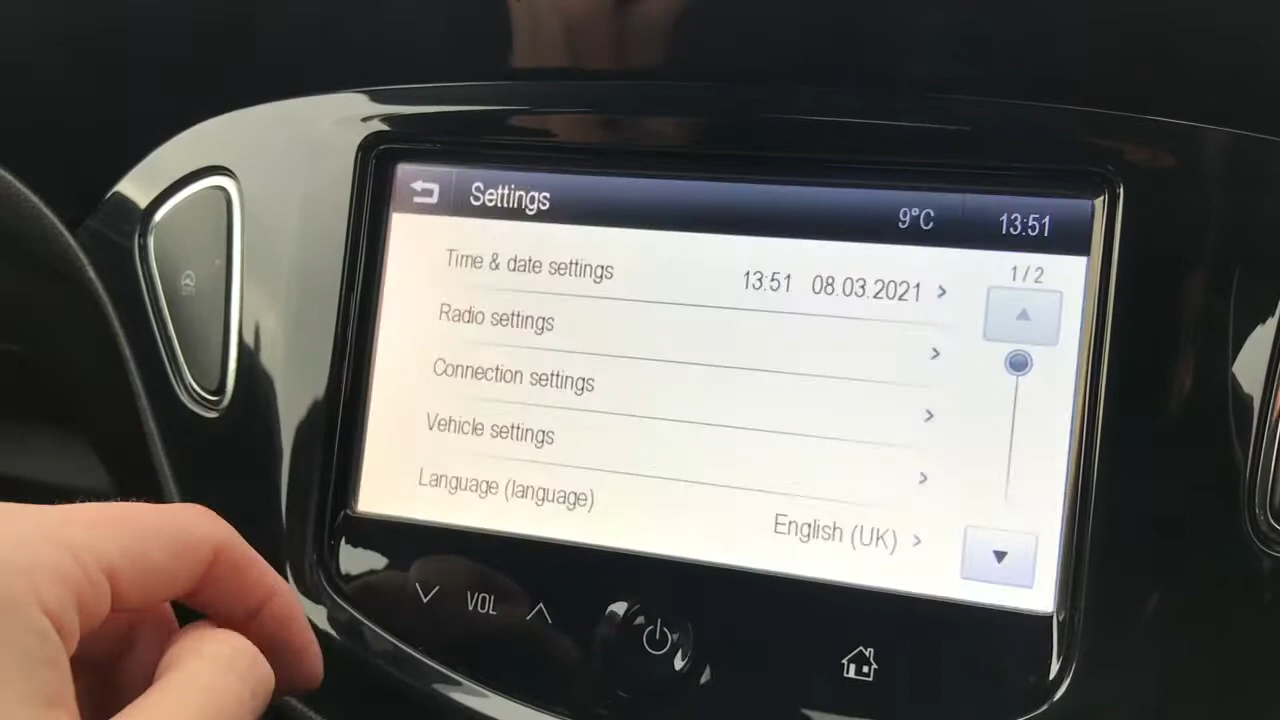 Settings
9°C 13:51
Time & date settings 13:51 08.03.2021 >
1/2
Radio settings >
Connection settings >
Vehicle settings >
Language (language) English (UK) >
VOL